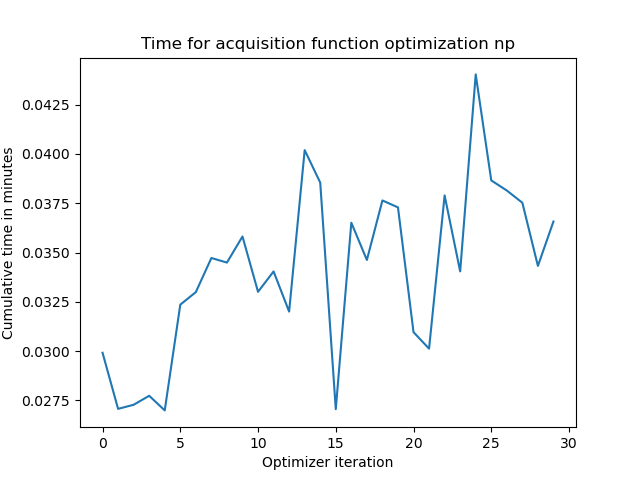 Time for acquisition function optimization np
Cumulative time in minutes
0.0425
0.0400
0.0375
0.0350
0.0325
0.0300
0.0275
0 5 10 15 20 25 30
Optimizer iteration